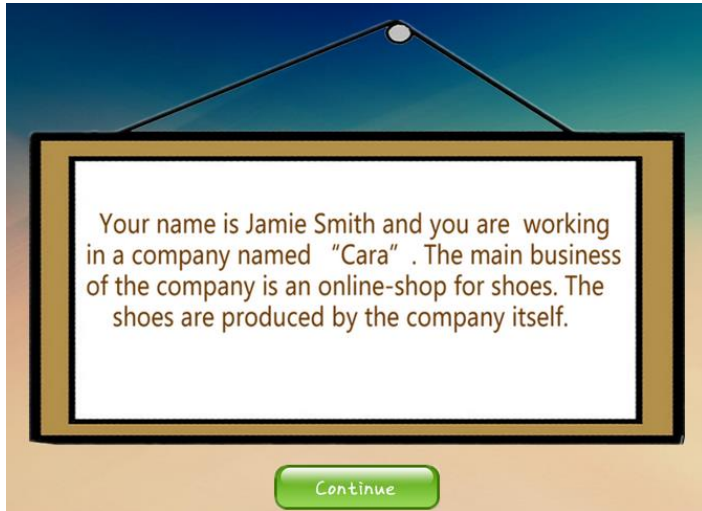 Your name is Jamie Smith and you are working
in a company named “Cara”. The main business
of the company is an online-shop for shoes. The
shoes are produced by the company itself.
Continue